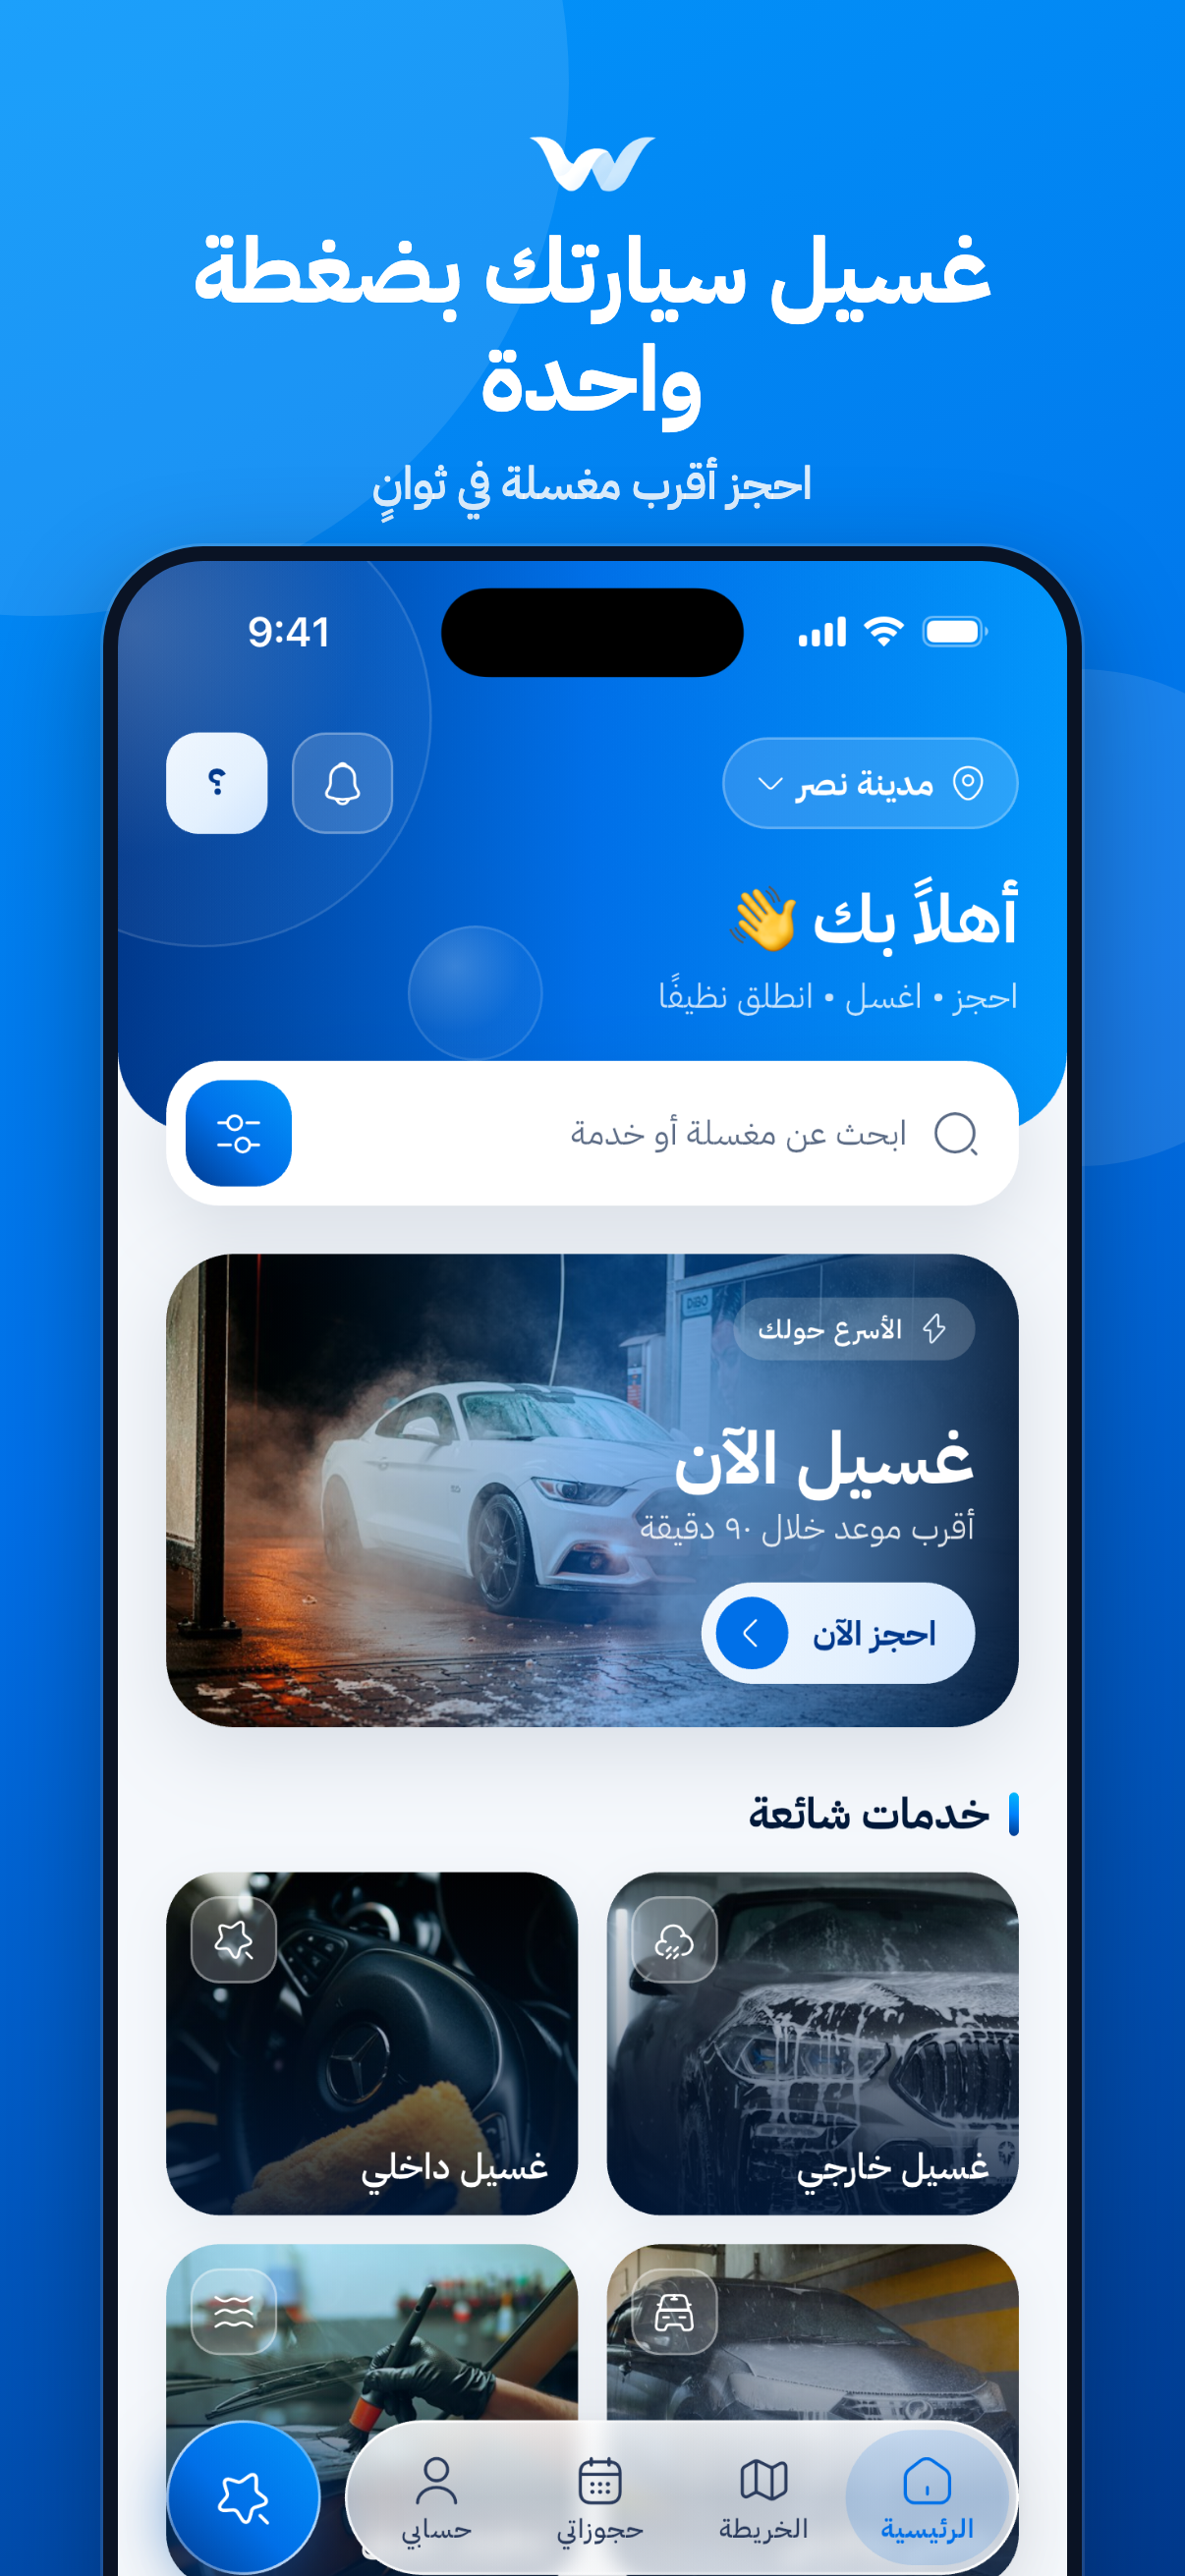 غسيل سيارتك بضغطة
واحدة
احجز أقرب مغسلة في ثوانٍ
9:41
مدينة نصر
؟
أهلاً بك 👋
احجز • اغسل • انطلق نظيفًا
ابحث عن مغسلة أو خدمة
DiBO
الأسرع حولك
غسيل الآن
أقرب موعد خلال ٩٠ دقيقة
احجز الآن
خدمات شائعة
غسيل خارجي
غسيل داخلي
الرئيسية
الخريطة
حجوزاتي
حسابي